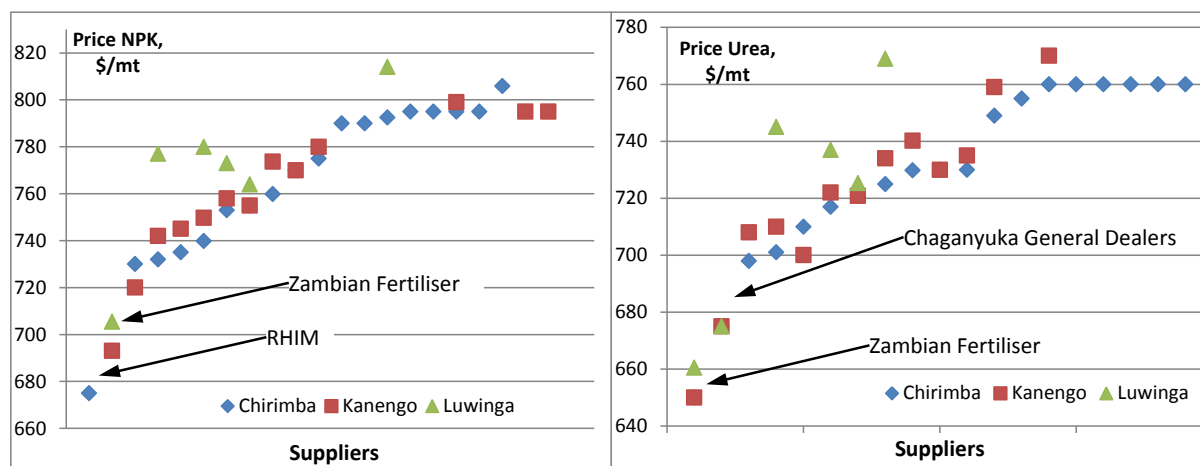 Price NPK,
$/mt
820
800
780
760
740
720
700
680
660
Zambian Fertiliser
RHIM
Chirimba Kanengo Luwinga
Suppliers
Price Urea,
$/mt
780
760
740
720
700
680
660
640
Chaganyuka General Dealers
Zambian Fertiliser
Chirimba Kanengo Luwinga
Suppliers